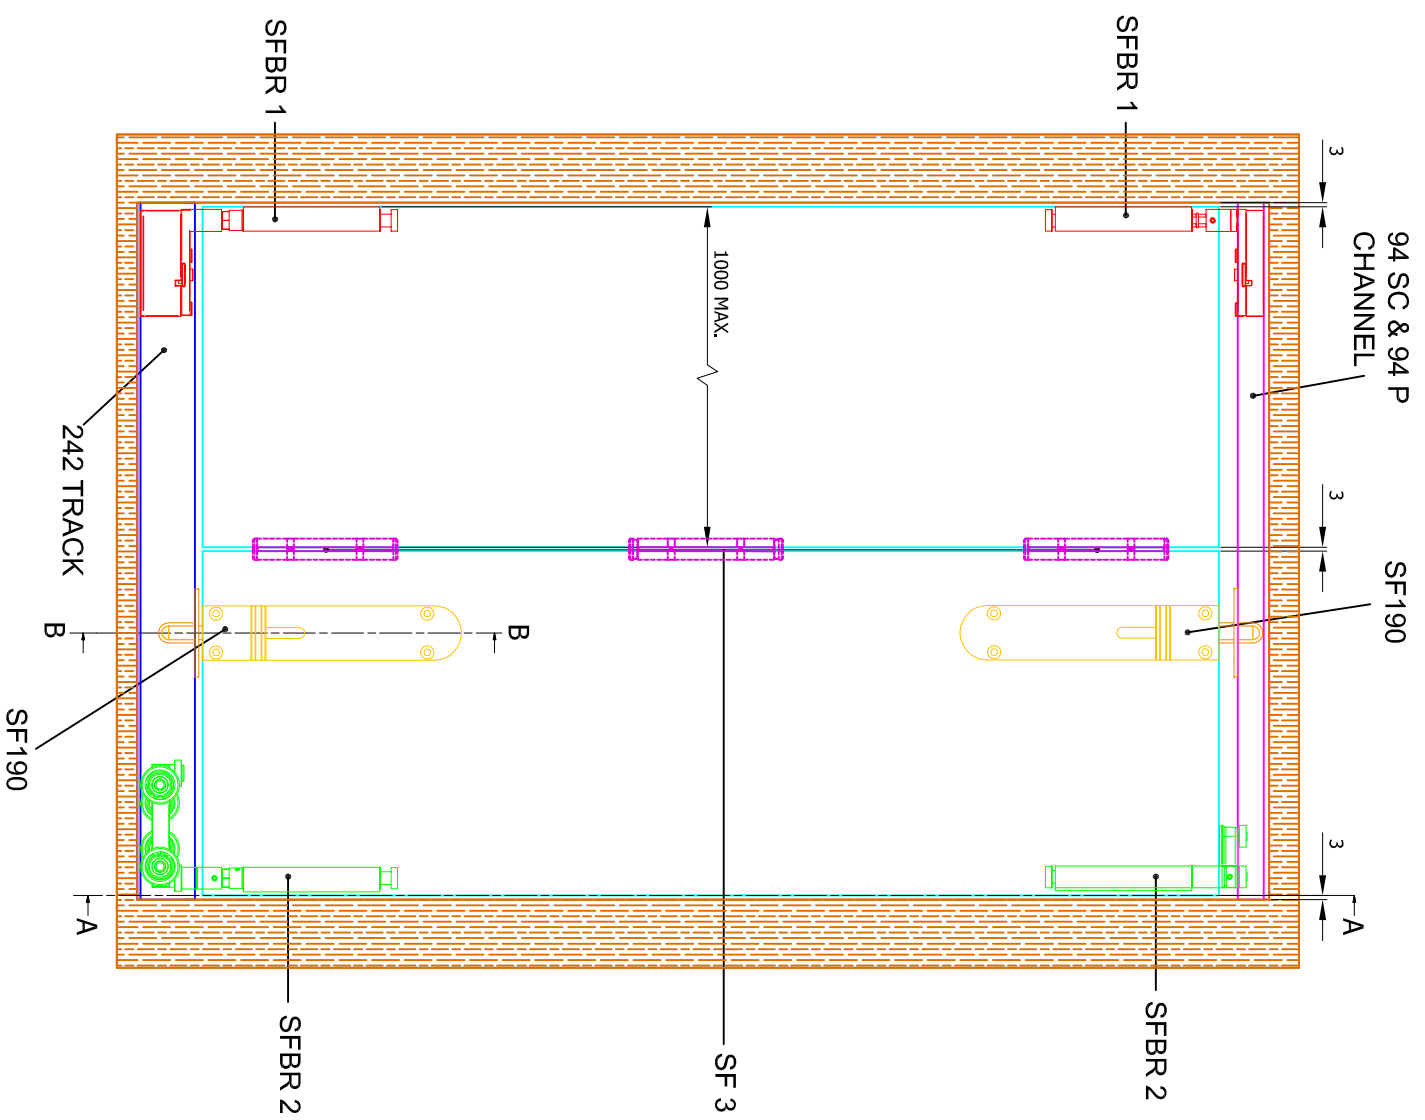 SFBR 1
SFBR 1
3
94 SC & 94 P
CHANNEL
1000 MAX.
242 TRACK
3
SF190
B
B
SF190
3
A
A
SFBR 2
SF 3
SFBR 2